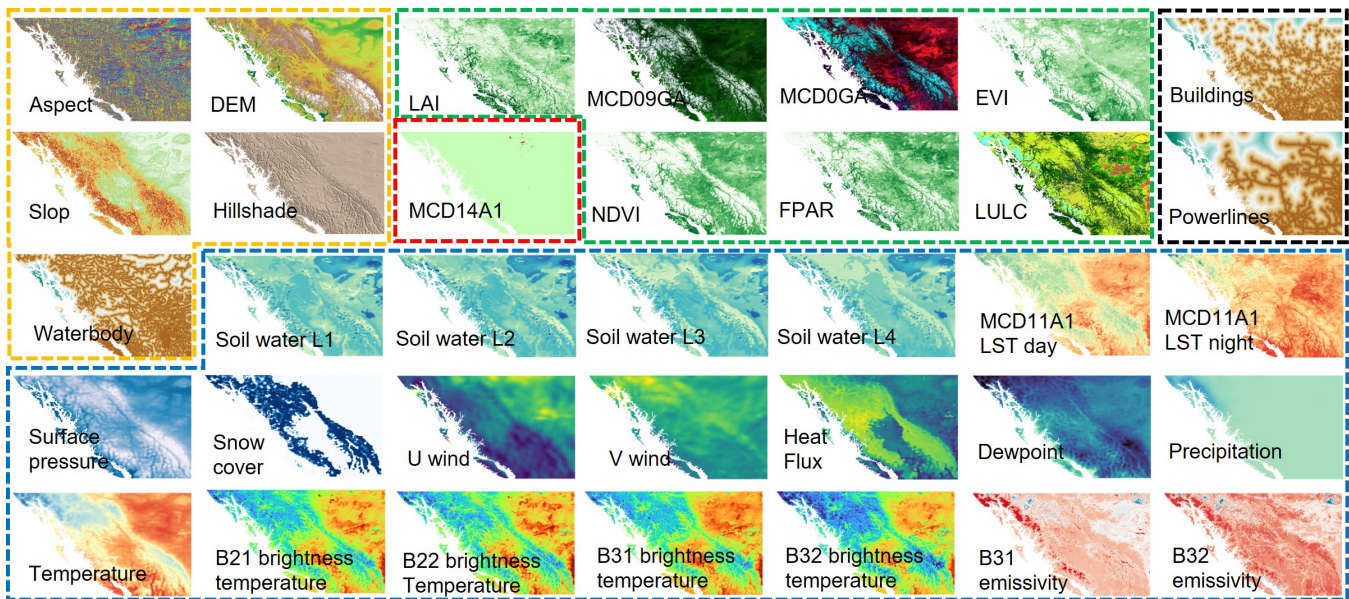 Aspect
DEM
LAI
MCD09GA
MCD0GA
EVI
Buildings
Slop
Hillshade
MCD14A1
NDVI
FPAR
LULC
Powerlines
Waterbody
Soil water L1
Soil water L2
Soil water L3
Soil water L4
MCD11A1
LST day
MCD11A1
LST night
Surface
pressure
Snow
cover
U wind
V wind
Heat
Flux
Dewpoint
Precipitation
Temperature
B21 brightness
temperature
B22 brightness
Temperature
B31 brightness
temperature
B32 brightness
temperature
B31
emissivity
B32
emissivity